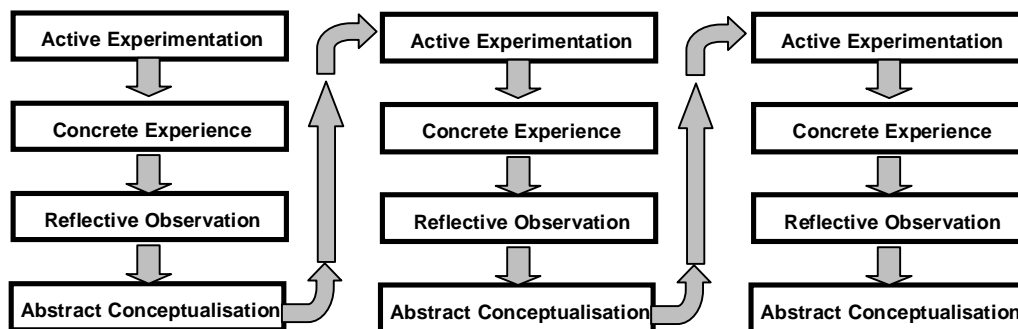 Active Experimentation
Concrete Experience
Reflective Observation
Abstract Conceptualisation
Active Experimentation
Concrete Experience
Reflective Observation
Abstract Conceptualisation
Active Experimentation
Concrete Experience
Reflective Observation
Abstract Conceptualisation